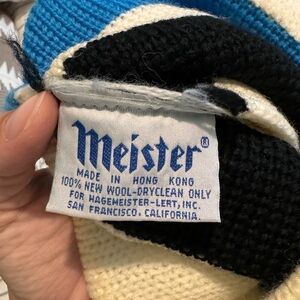 Meister®
MADE IN HONG KONG
100% NEW WOOL-DRYCLEAN ONLY
FOR HAGEMEISTER-LERT, INC.
SAN FRANCISCO, CALIFORNIA.